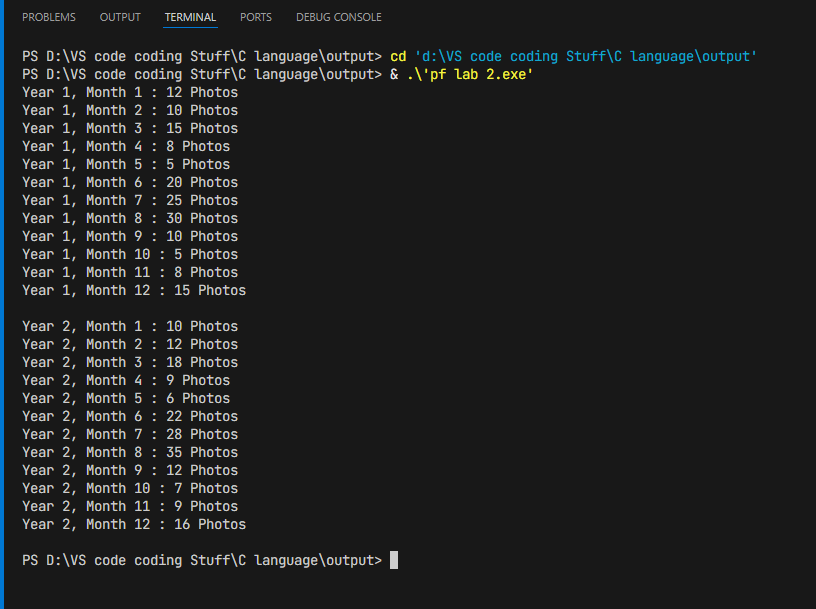 PROBLEMS OUTPUT TERMINAL PORTS DEBUG CONSOLE
PS D:\VS code coding Stuff\C language\output> cd 'd:\VS code coding Stuff\C language\output'
PS D:\VS code coding Stuff\C language\output> & .\'pf lab 2.exe'
Year 1, Month 1 : 12 Photos
Year 1, Month 2 : 10 Photos
Year 1, Month 3 : 15 Photos
Year 1, Month 4 : 8 Photos
Year 1, Month 5 : 5 Photos
Year 1, Month 6 : 20 Photos
Year 1, Month 7 : 25 Photos
Year 1, Month 8 : 30 Photos
Year 1, Month 9 : 10 Photos
Year 1, Month 10 : 5 Photos
Year 1, Month 11 : 8 Photos
Year 1, Month 12 : 15 Photos
Year 2, Month 1 : 10 Photos
Year 2, Month 2 : 12 Photos
Year 2, Month 3 : 18 Photos
Year 2, Month 4 : 9 Photos
Year 2, Month 5 : 6 Photos
Year 2, Month 6 : 22 Photos
Year 2, Month 7 : 28 Photos
Year 2, Month 8 : 35 Photos
Year 2, Month 9 : 12 Photos
Year 2, Month 10 : 7 Photos
Year 2, Month 11 : 9 Photos
Year 2, Month 12 : 16 Photos
PS D:\VS code coding Stuff\C language\output>